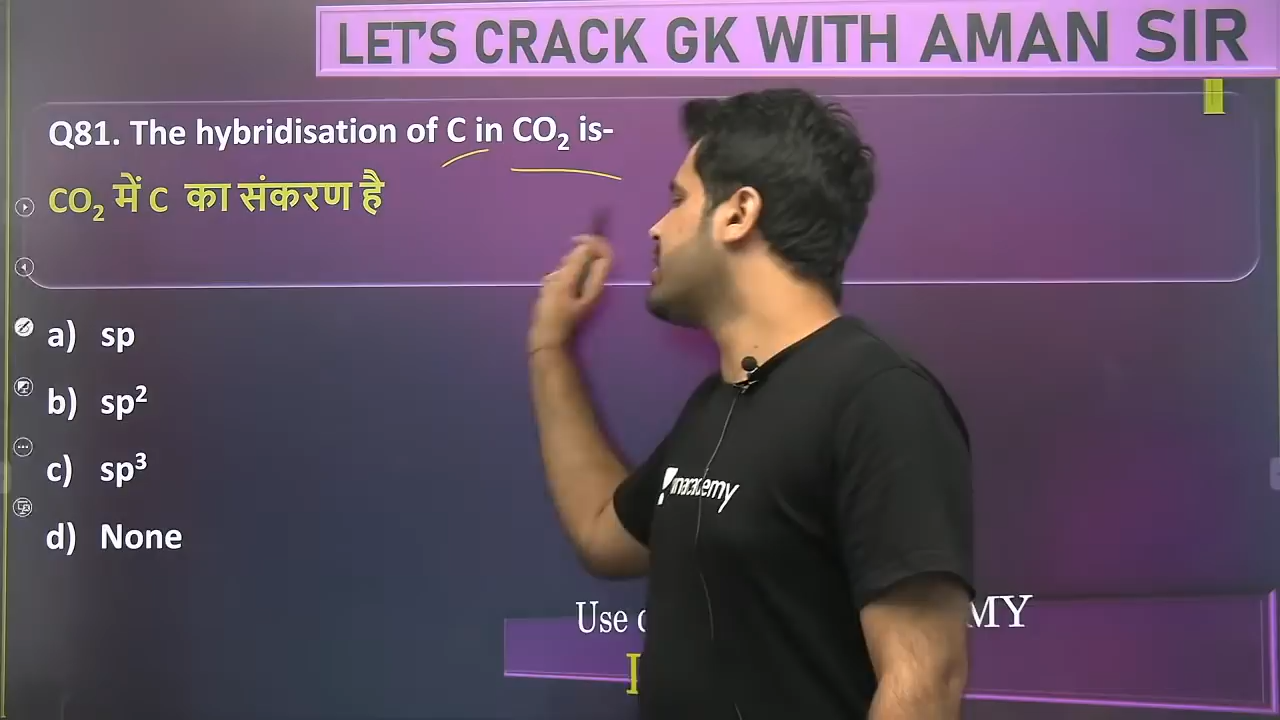 LET'S CRACK GK WITH AMAN SIR
Q81. The hybridisation of C in CO₂ is-
CO₂ में C का संकरण है
a) sp
b) sp²
c) sp³
d) None
unacademy
Use